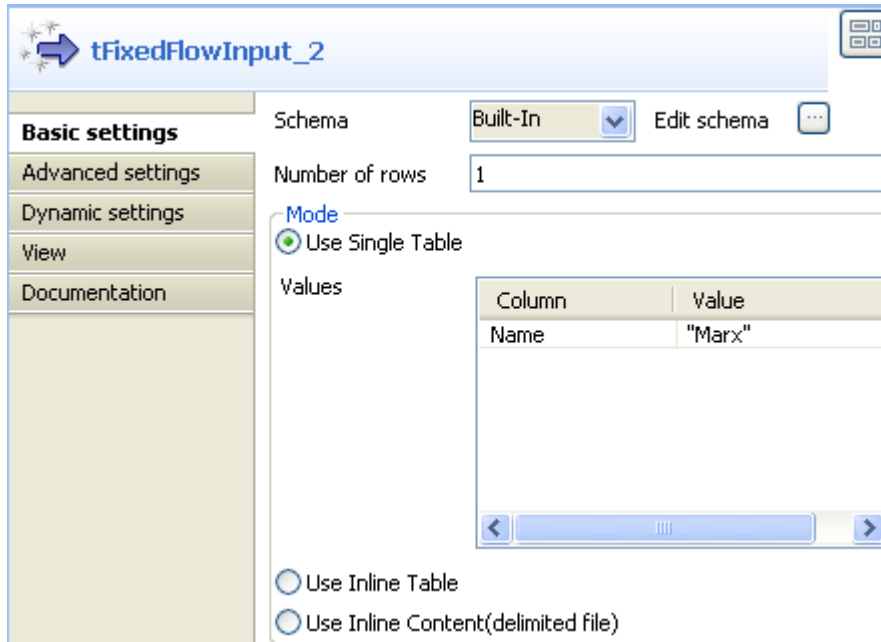 tFixedFlowInput_2
Basic settings
Advanced settings
Dynamic settings
View
Documentation
Schema Built-In Edit schema ...
Number of rows 1
Mode
Use Single Table
Values
Column Value
Name "Marx"
Use Inline Table
Use Inline Content(delimited file)